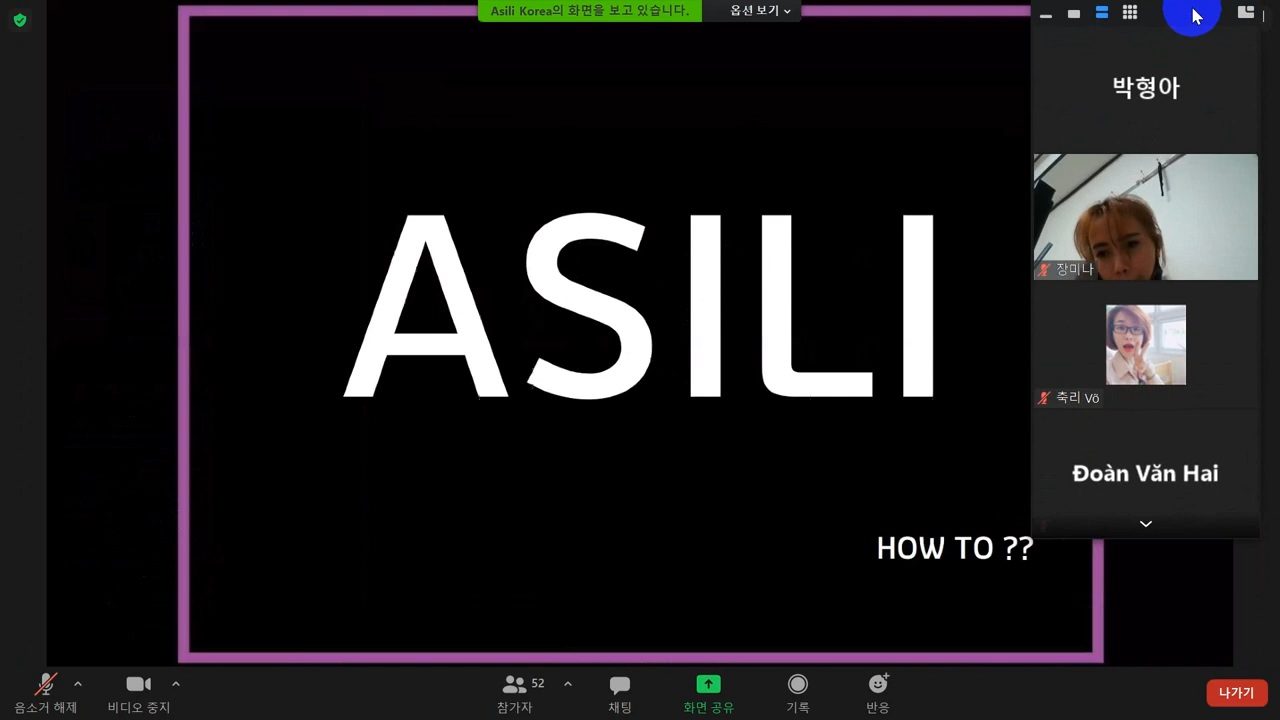 Asili Korea의 화면을 보고 있습니다.
옵션 보기
박형아
ASILI
장미나
축리 Võ
Đoàn Văn Hai
HOW TO ??
52
음소거 해제
비디오 중지
참가자
채팅
화면 공유
기록
반응
나가기